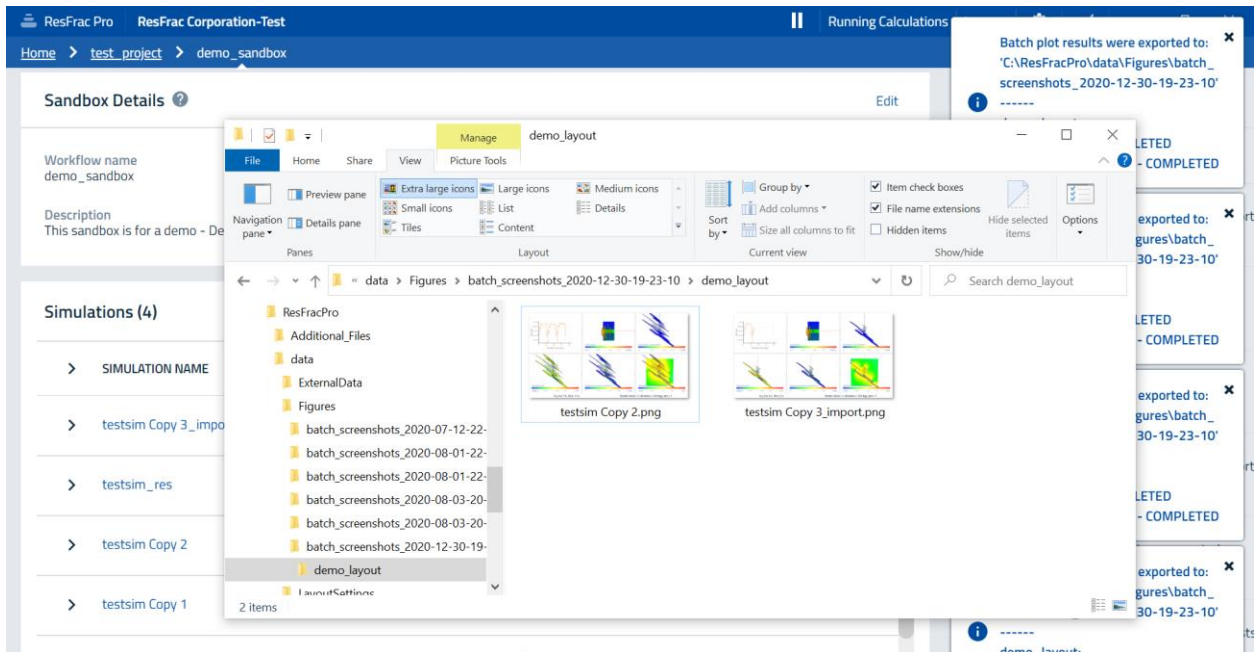 ResFrac Pro ResFrac Corporation-Test Running Calculations
Home > test_project > demo_sandbox
Sandbox Details
Edit
Workflow name
demo_sandbox
Description
This sandbox is for a demo - De
Simulations (4)
SIMULATION NAME
testsim Copy 3_impo
testsim_res
testsim Copy 2
testsim Copy 1
Manage demo_layout
File Home Share View Picture Tools
Navigation pane
Preview pane
Details pane
Panes
Extra large icons Large icons Medium icons
Small icons List Details
Tiles Content
Layout
Sort by
Group by
Add columns
Size all columns to fit
Current view
Item check boxes
File name extensions
Hidden items
Hide selected items
Show/hide
Options
« data > Figures > batch_screenshots_2020-12-30-19-23-10 > demo_layout
Search demo_layout
ResFracPro
Additional_Files
data
ExternalData
Figures
batch_screenshots_2020-07-12-22-
batch_screenshots_2020-08-01-22-
batch_screenshots_2020-08-01-22-
batch_screenshots_2020-08-03-20-
batch_screenshots_2020-08-03-20-
batch_screenshots_2020-12-30-19-
demo_layout
LayoutSettings
testsim Copy 2.png
testsim Copy 3_import.png
2 items
Batch plot results were exported to:
'C:\ResFracPro\data\Figures\batch_
screenshots_2020-12-30-19-23-10'
------
LETED
- COMPLETED
exported to:
gures\batch_
30-19-23-10'
LETED
- COMPLETED
exported to:
gures\batch_
30-19-23-10'
LETED
- COMPLETED
exported to:
gures\batch_
30-19-23-10'
------
demo_layout: